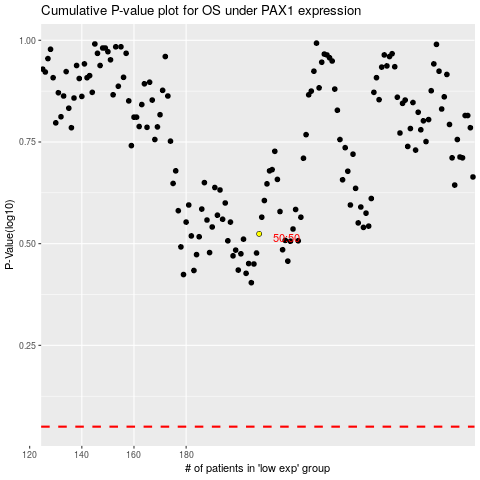 Cumulative P-value plot for OS under PAX1 expression
P-Value(log10)
1.00
0.75
0.50
0.25
50:50
120 140 160 180
# of patients in 'low exp' group